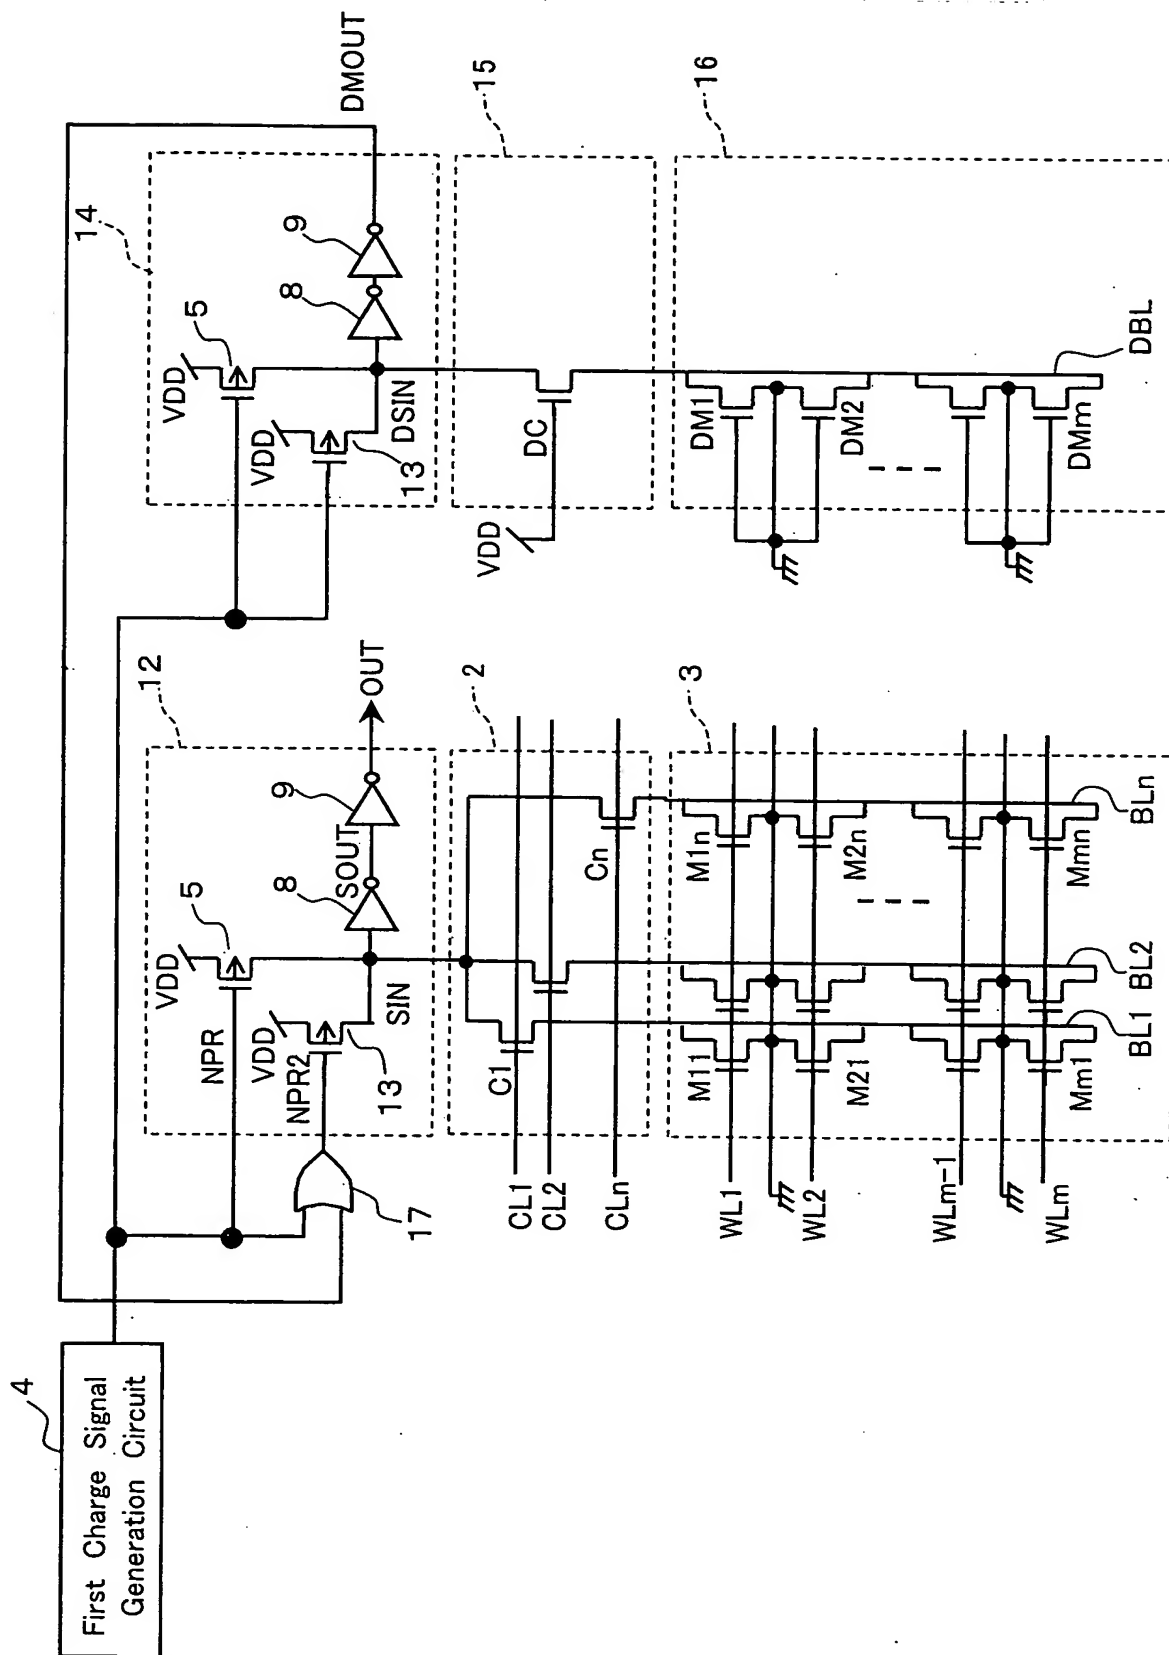 4
First Charge Signal
Generation Circuit
17
NPR
VDD
5
12
VDD
NPR2
13
SIN
8
SOUT
9
OUT
VDD
5
14
VDD
13
DSIN
8
9
DMOUT
CL1
CL2
CLn
C1
Cn
2
VDD
DC
15
WL1
WL2
WLm-1
WLm
M11
M21
Mm1
M1n
M2n
Mmn
BL1
BL2
BLn
3
DM1
DM2
DMm
DBL
16